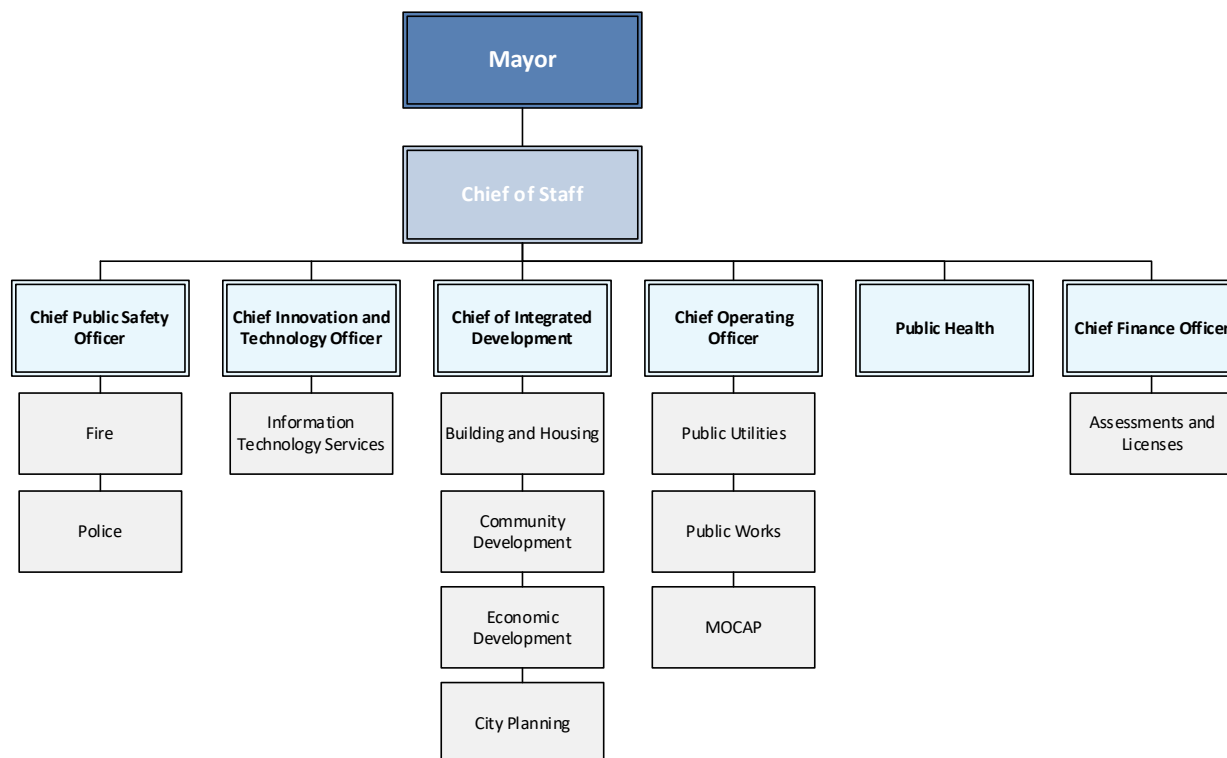 Mayor
Chief of Staff
Chief Public Safety
Officer
Chief Innovation and
Technology Officer
Chief of Integrated
Development
Chief Operating
Officer
Public Health
Chief Finance Officer
Fire
Information
Technology Services
Building and Housing
Public Utilities
Assessments and
Licenses
Police
Community
Development
Public Works
Economic
Development
MOCAP
City Planning